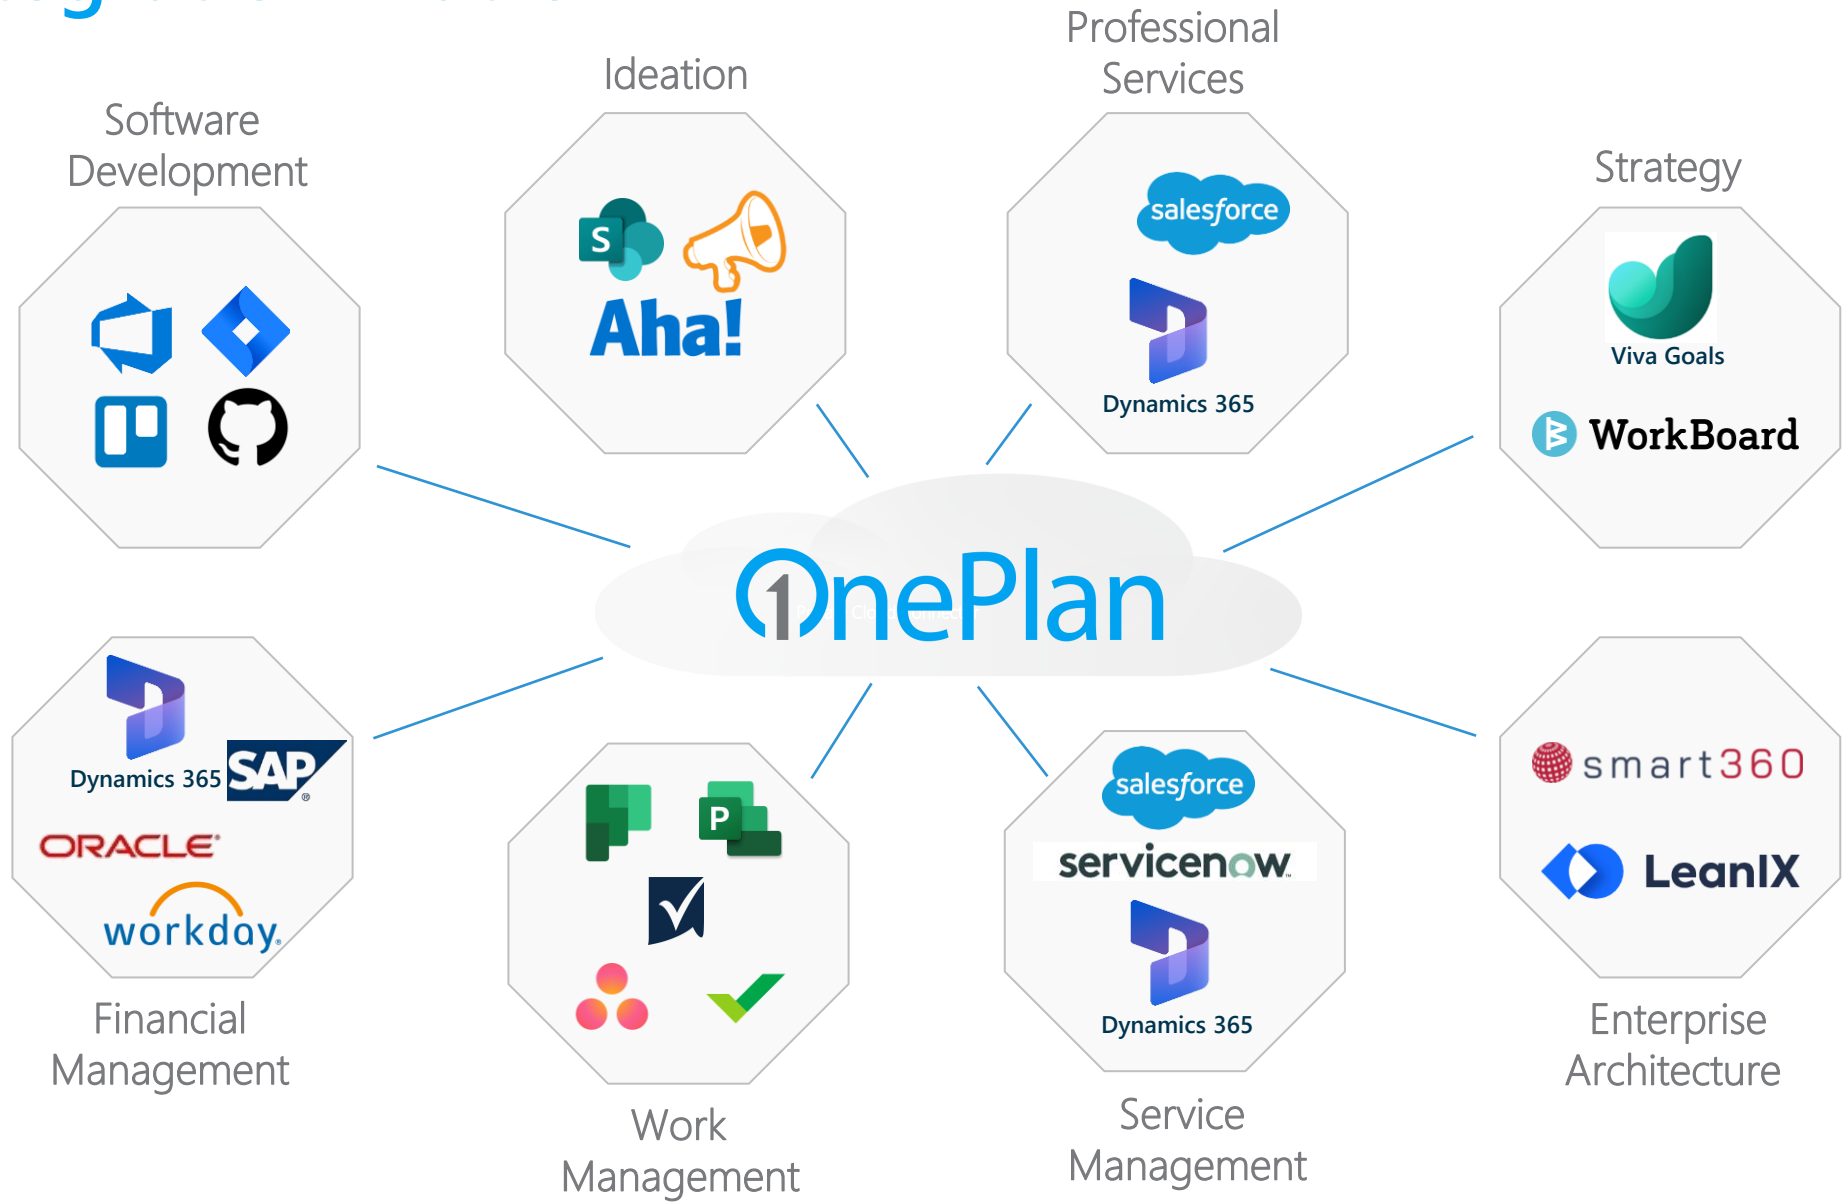 Professional
Services
Ideation
Software
Development
Strategy
S
Aha!
salesforce
Dynamics 365
Viva Goals
WorkBoard
1OnePlan
Dynamics 365
SAP
®
ORACLE
workday
P
salesforce
servicenow
Dynamics 365
smart360
LeanIX
Financial
Management
Work
Management
Service
Management
Enterprise
Architecture